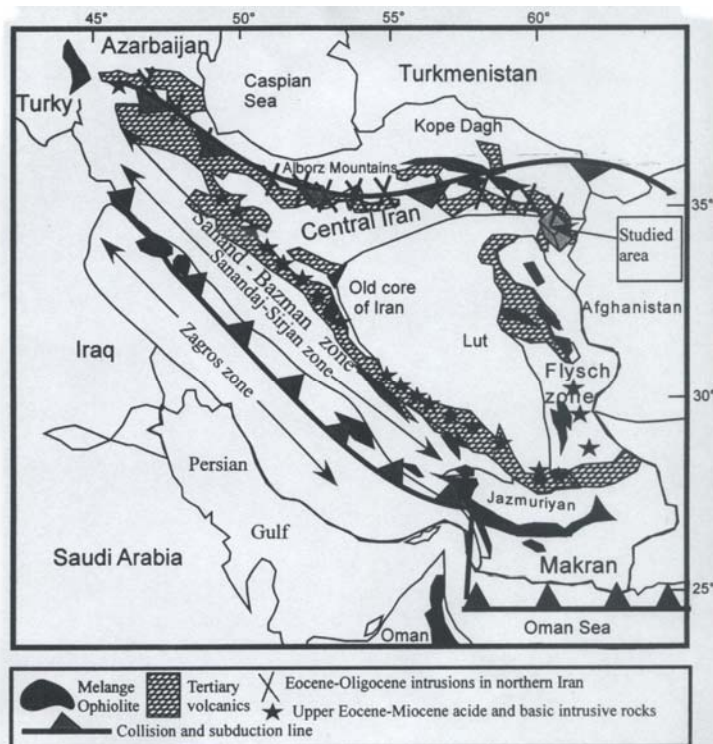 45°
50°
55°
60°
Azarbaijan
Caspian
Sea
Turkmenistan
Turky
Kope Dagh
Alborz Mountains
35°
Central Iran
Studied
area
Sahand - Bazman zone
Sanandaj-Sirjan zone
Old core
of Iran
Afghanistan
Iraq
Zagros zone
Lut
Flysch
zone
30°
Persian
Gulf
Jazmuriyan
Saudi Arabia
Makran
25°
Oman
Oman Sea
Melange
Ophiolite
Tertiary
volcanics
Eocene-Oligocene intrusions in northern Iran
Upper Eocene-Miocene acide and basic intrusive rocks
Collision and subduction line